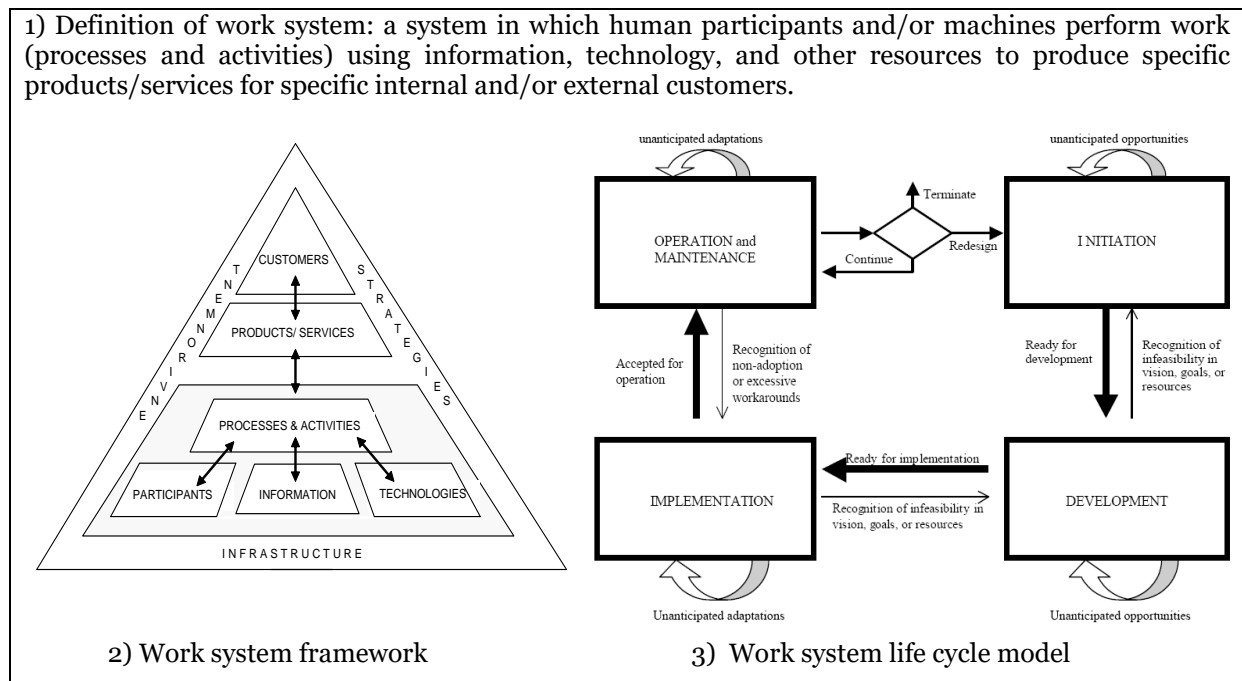 1) Definition of work system: a system in which human participants and/or machines perform work
(processes and activities) using information, technology, and other resources to produce specific
products/services for specific internal and/or external customers.
ENVIRONMENT
STRATEGIES
CUSTOMERS
PRODUCTS/ SERVICES
PROCESSES & ACTIVITIES
PARTICIPANTS
INFORMATION
TECHNOLOGIES
INFRASTRUCTURE
2) Work system framework
unanticipated adaptations
unanticipated opportunities
OPERATION and
MAINTENANCE
Terminate
Redesign
Continue
I NITIATION
Accepted for
operation
Recognition of
non-adoption
or excessive
workarounds
Ready for
development
Recognition of
infeasibility in
vision, goals, or
resources
IMPLEMENTATION
Ready for implementation
Recognition of infeasibility in
vision, goals, or resources
DEVELOPMENT
Unanticipated adaptations
Unanticipated opportunities
3) Work system life cycle model